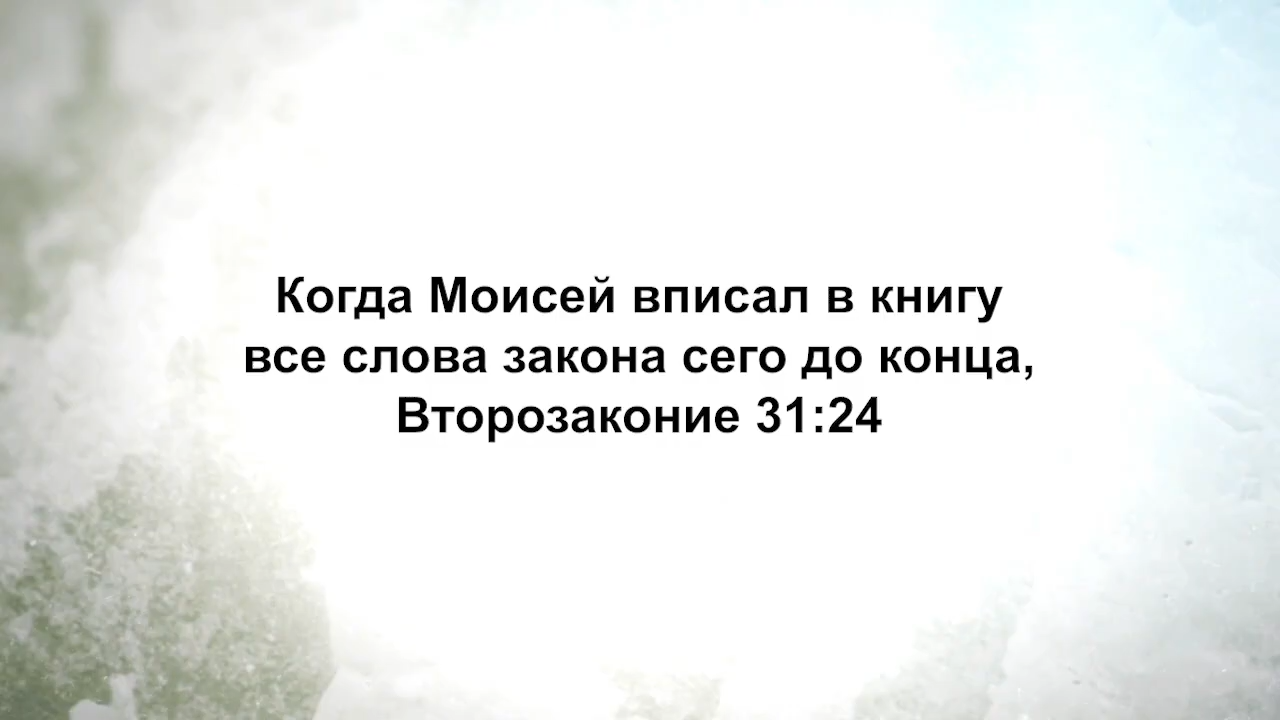 Когда Моисей вписал в книгу
все слова закона сего до конца,
Второзаконие 31:24